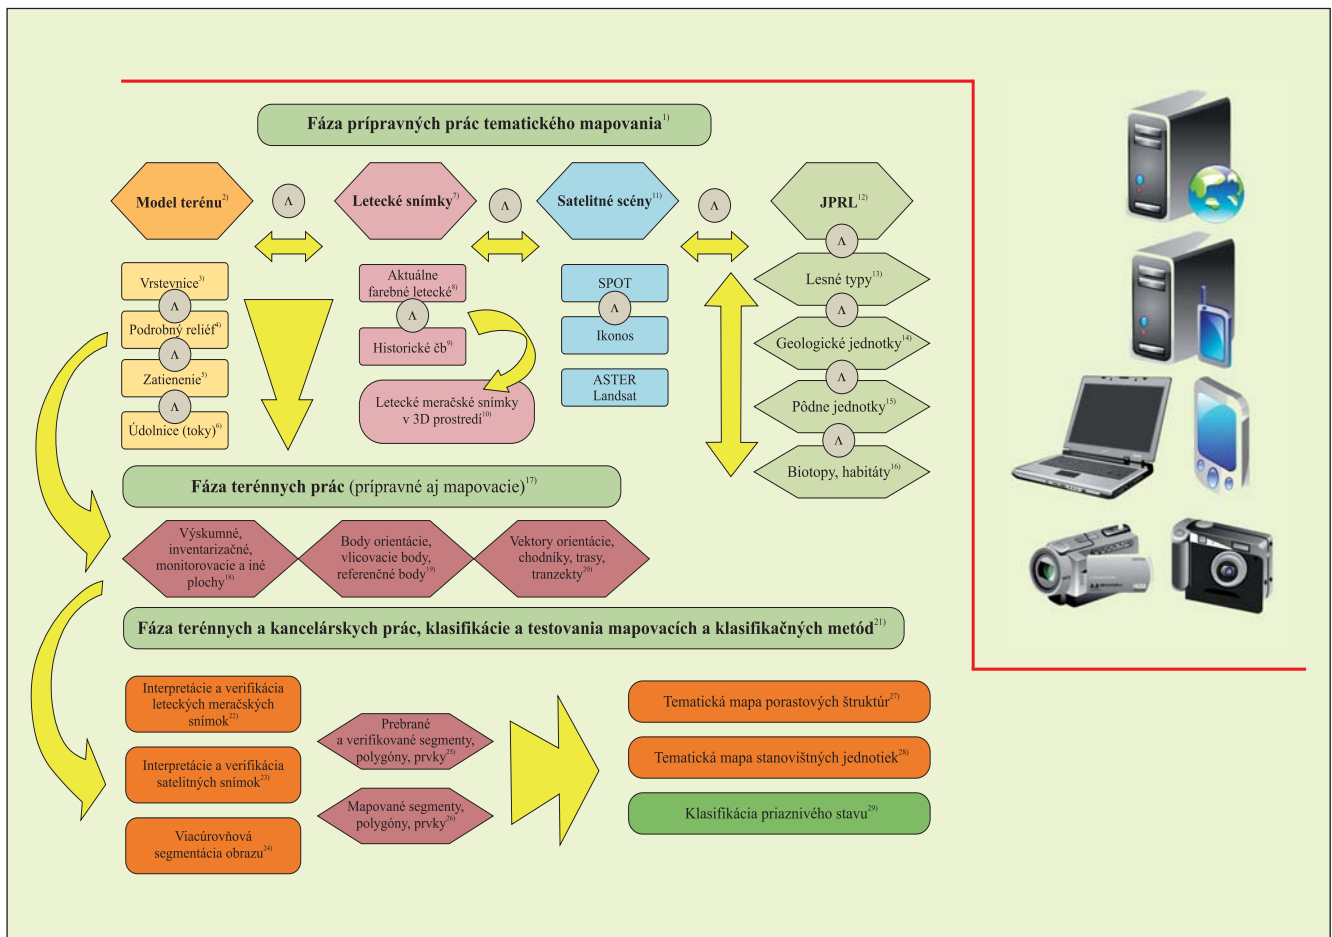 Fáza prípravných prác tematického mapovania1)
Model terénu2)
Λ
Letecké snímky7)
Λ
Satelitné scény11)
Λ
JPRL12)
Vrstevnice3)
Λ
Podrobný reliéf4)
Λ
Zatienenie5)
Λ
Údolnice (toky)6)
Aktuálne
farebné letecké8)
Λ
Historické čb9)
Letecké meračské snímky
v 3D prostredí10)
SPOT
Λ
Ikonos
ASTER
Landsat
Λ
Lesné typy13)
Λ
Geologické jednotky14)
Λ
Pôdne jednotky15)
Λ
Biotopy, habitáty16)
Fáza terénnych prác (prípravné aj mapovacie)17)
Výskumné,
inventarizačné,
monitorovacie a iné
plochy18)
Body orientácie,
vlicovacie body,
referenčné body19)
Vektory orientácie,
chodníky, trasy,
tranzekty20)
Fáza terénnych a kancelárskych prác, klasifikácie a testovania mapovacích a klasifikačných metód21)
Interpretácie a verifikácia
leteckých meračských
snímok22)
Interpretácie a verifikácia
satelitných snímok23)
Viacúrovňová
segmentácia obrazu24)
Prebrané
a verifikované segmenty,
polygóny, prvky25)
Mapované segmenty,
polygóny, prvky26)
Tematická mapa porastových štruktúr27)
Tematická mapa stanovištných jednotiek28)
Klasifikácia priaznivého stavu29)